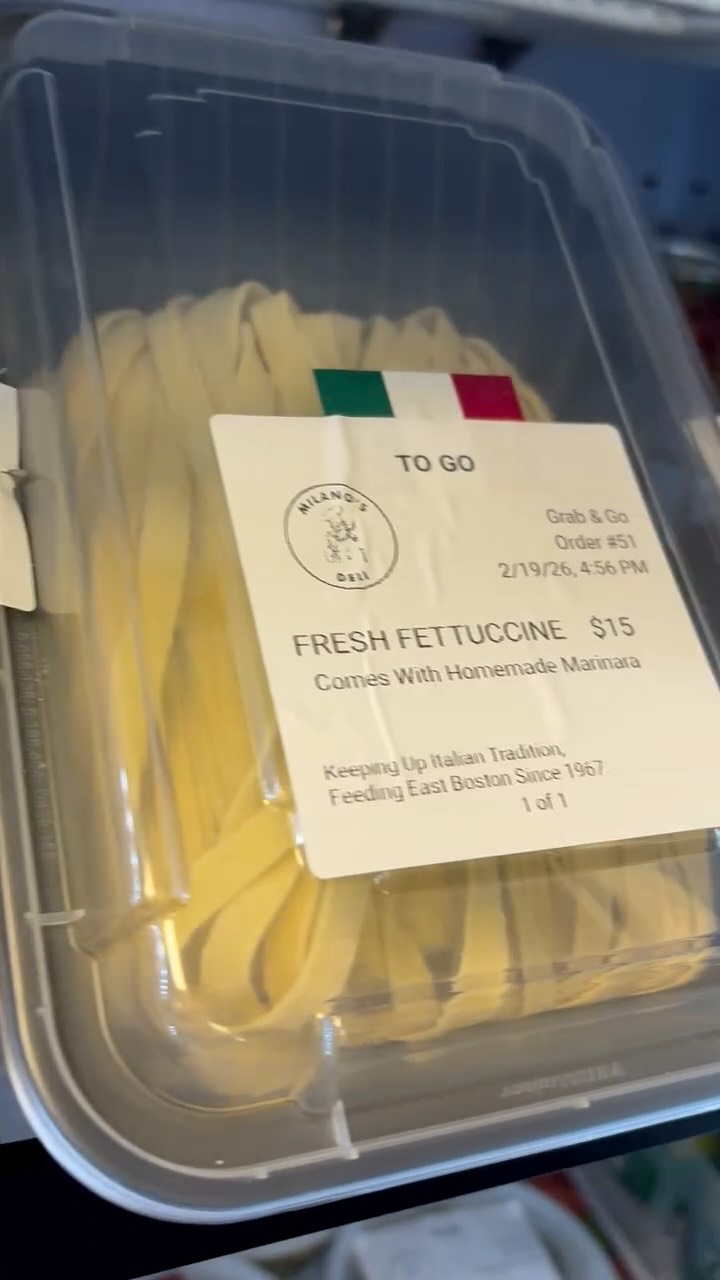 TO GO
MILANO'S
DELI
Grab & Go
Order #51
2/19/26, 4:56 PM
FRESH FETTUCCINE $15
Comes With Homemade Marinara
Keeping Up Italian Tradition,
Feeding East Boston Since 1967
1 of 1